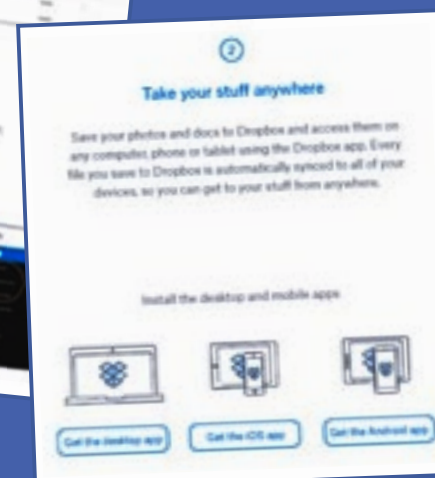 2
Take your stuff anywhere
Save your photos and docs to Dropbox and access them on
any computer, phone or tablet using the Dropbox app. Every
file you save to Dropbox is automatically synced to all of your
devices, so you can get to your stuff from anywhere.
Install the desktop and mobile apps
Get the desktop app
Get the iOS app
Get the Android app